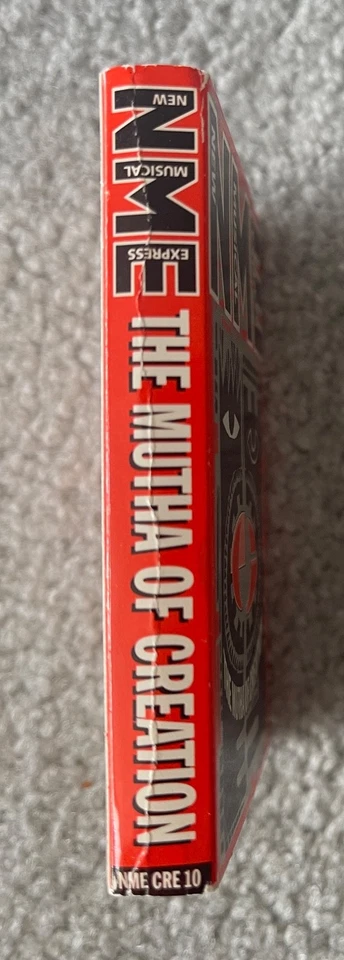 NME
NEW
MUSICAL
EXPRESS
THE MUTHA OF CREATION
NME CRE 10